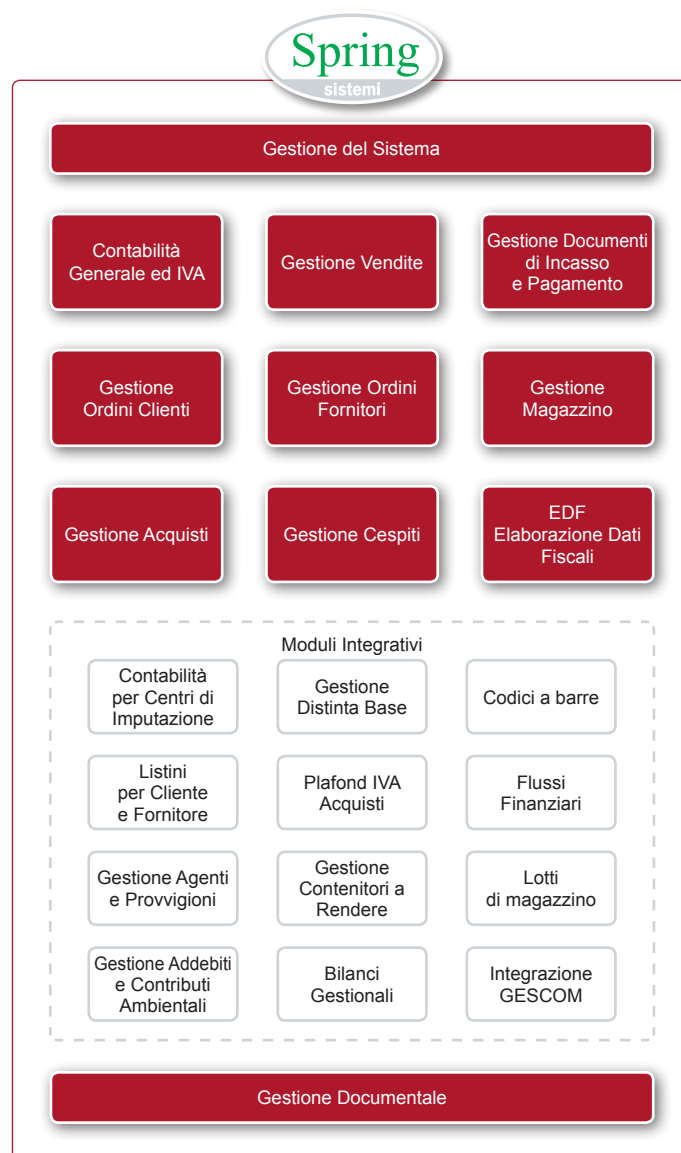 Spring
sistemi
Gestione del Sistema
Contabilità
Generale ed IVA
Gestione Vendite
Gestione Documenti
di Incasso
e Pagamento
Gestione
Ordini Clienti
Gestione Ordini
Fornitori
Gestione
Magazzino
Gestione Acquisti
Gestione Cespiti
EDF
Elaborazione Dati
Fiscali
Moduli Integrativi
Contabilità
per Centri di
Imputazione
Gestione
Distinta Base
Codici a barre
Listini
per Cliente
e Fornitore
Plafond IVA
Acquisti
Flussi
Finanziari
Gestione Agenti
e Provvigioni
Gestione
Contenitori a
Rendere
Lotti
di magazzino
Gestione Addebiti
e Contributi
Ambientali
Bilanci
Gestionali
Integrazione
GESCOM
Gestione Documentale